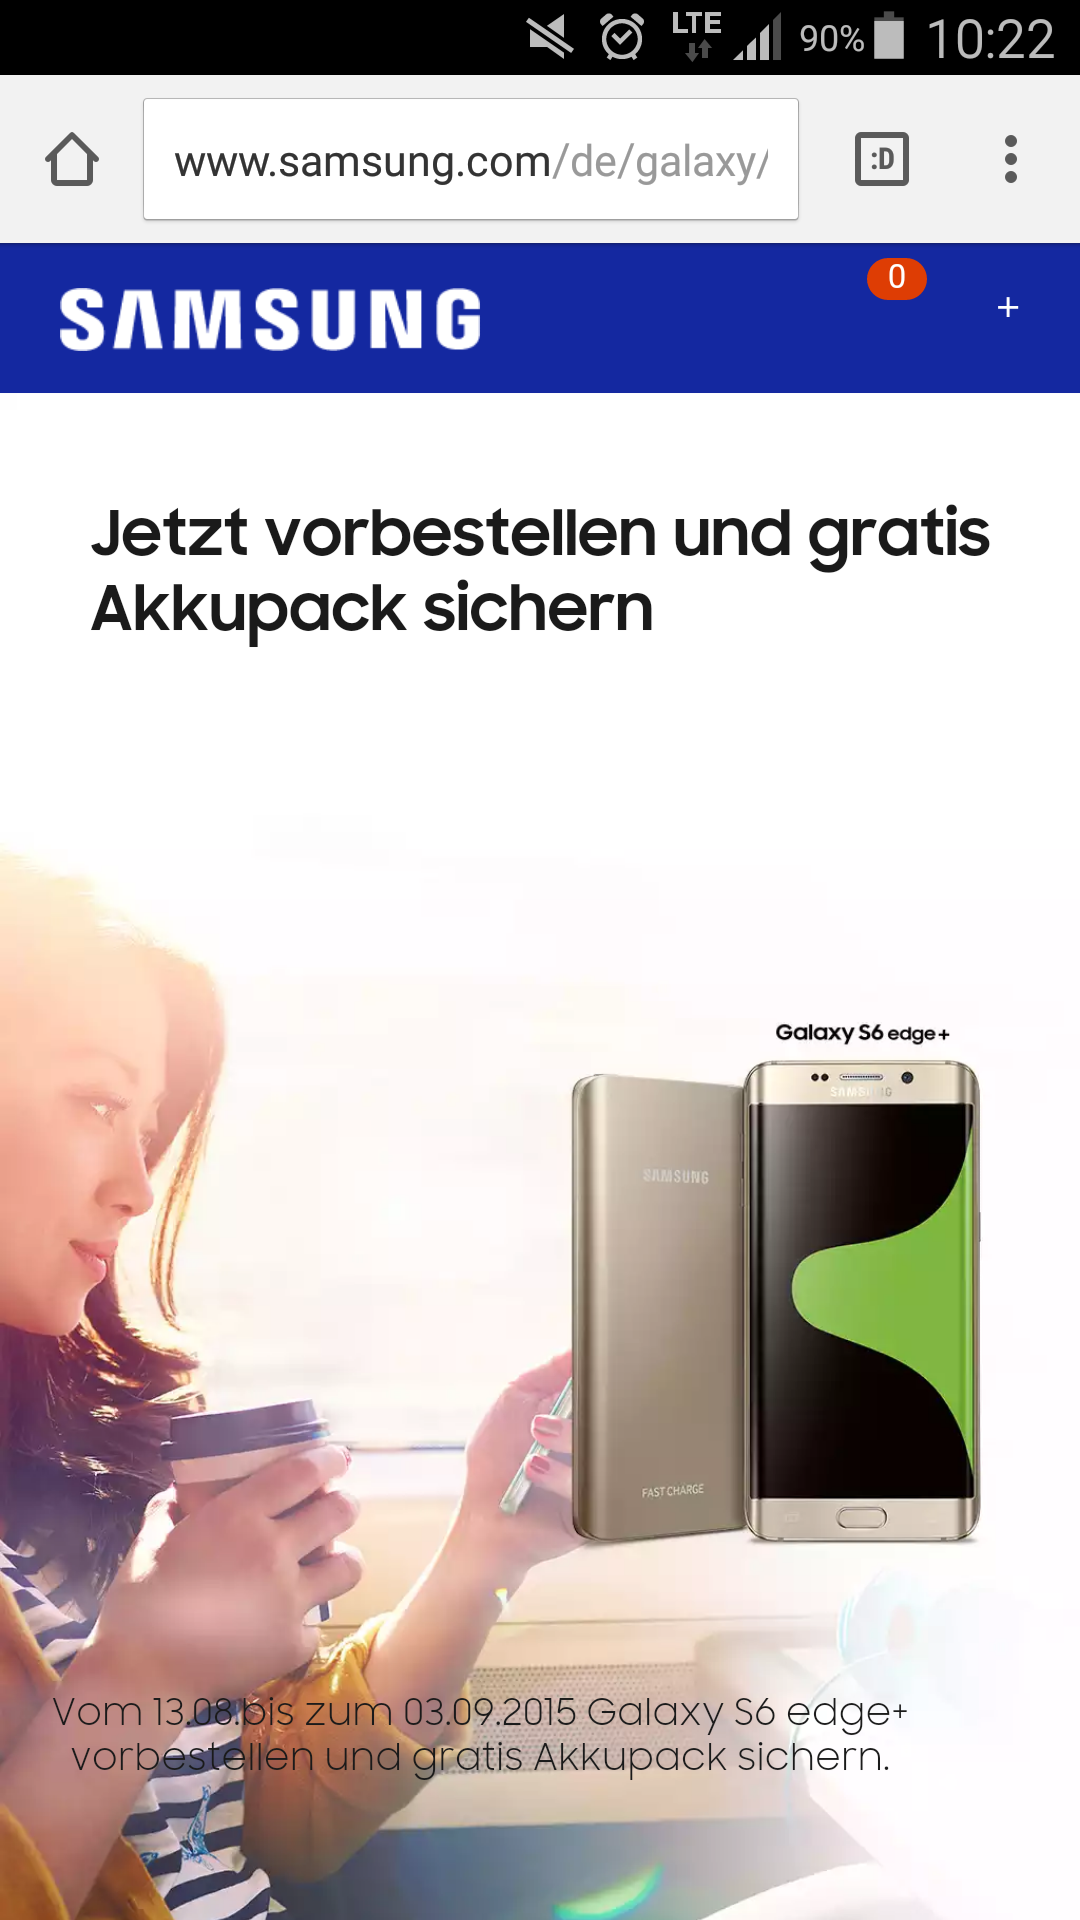 LTE 90% 10:22
www.samsung.com/de/galaxy/
:D
SAMSUNG
0
+
Jetzt vorbestellen und gratis
Akkupack sichern
Galaxy S6 edge+
SAMSUNG
SAMSUNG
FAST CHARGE
Vom 13.08.bis zum 03.09.2015 Galaxy S6 edge+
vorbestellen und gratis Akkupack sichern.